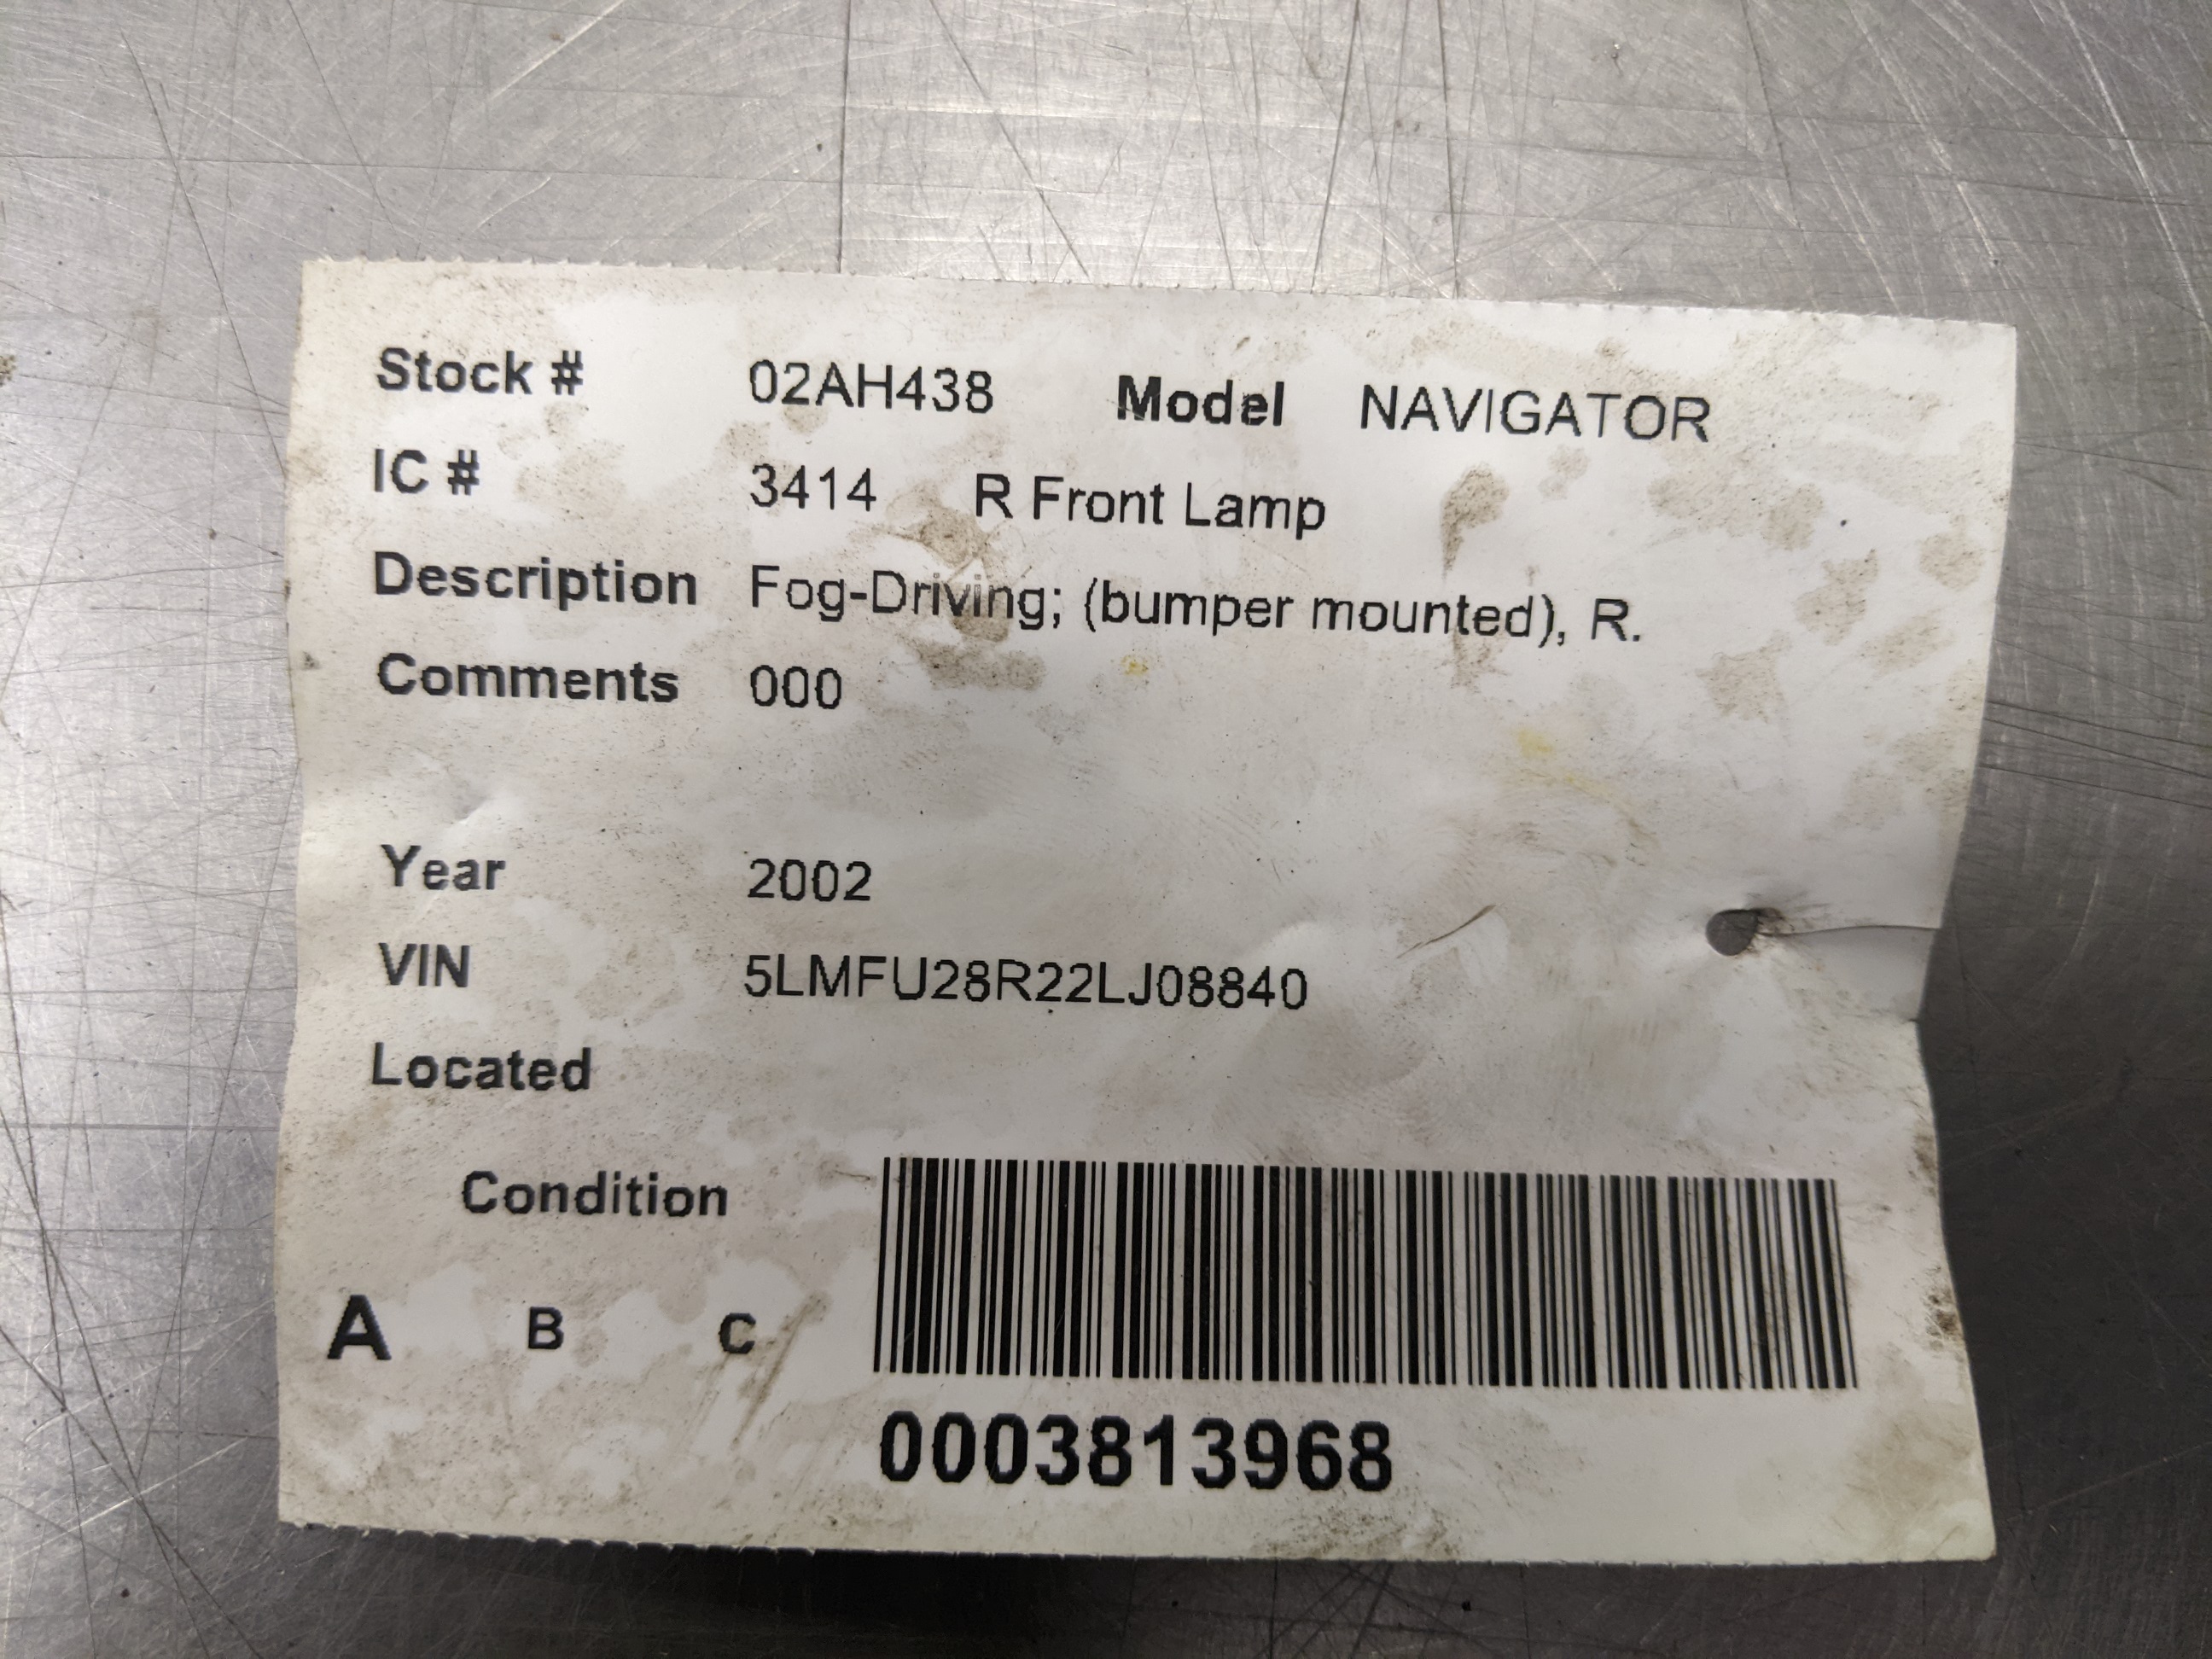 Stock # 02AH438 Model NAVIGATOR
IC # 3414 R Front Lamp
Description Fog-Driving; (bumper mounted), R.
Comments 000
Year 2002
VIN 5LMFU28R22LJ08840
Located
Condition
A B C
0003813968